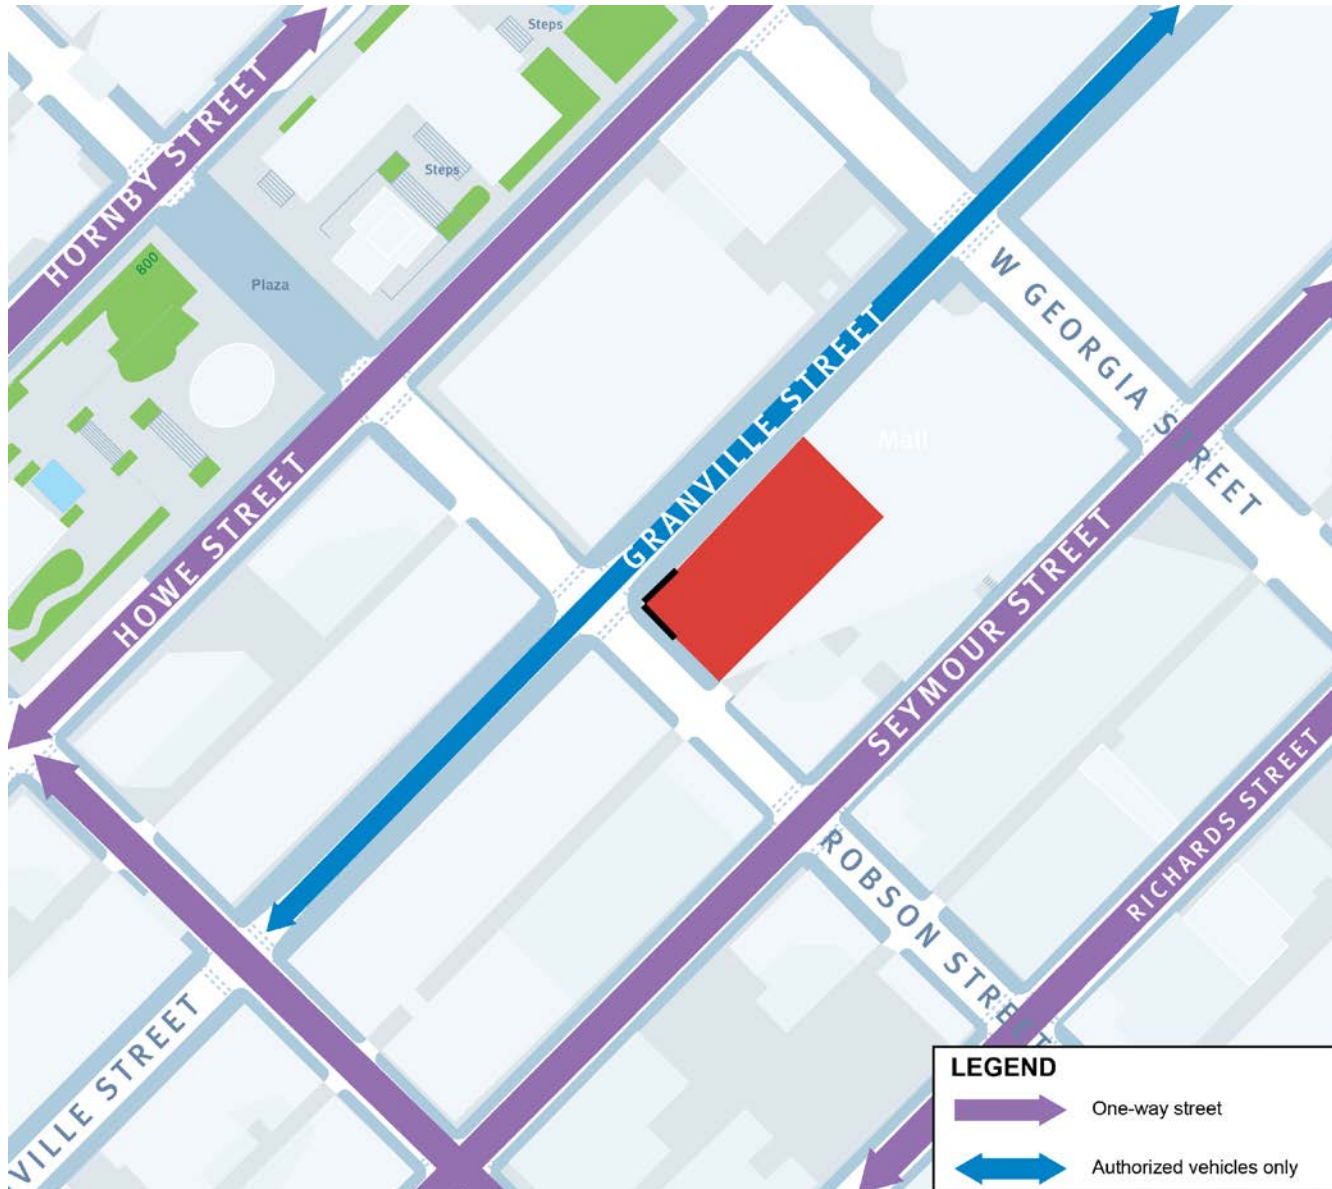 Steps
HORNBY STREET
Steps
800
Plaza
W GEORGIA STREET
GRANVILLE STREET
Mall
HOWE STREET
SEYMOUR STREET
RICHARDS STREET
ROBSON STREET
VILLE STREET
LEGEND
One-way street
Authorized vehicles only